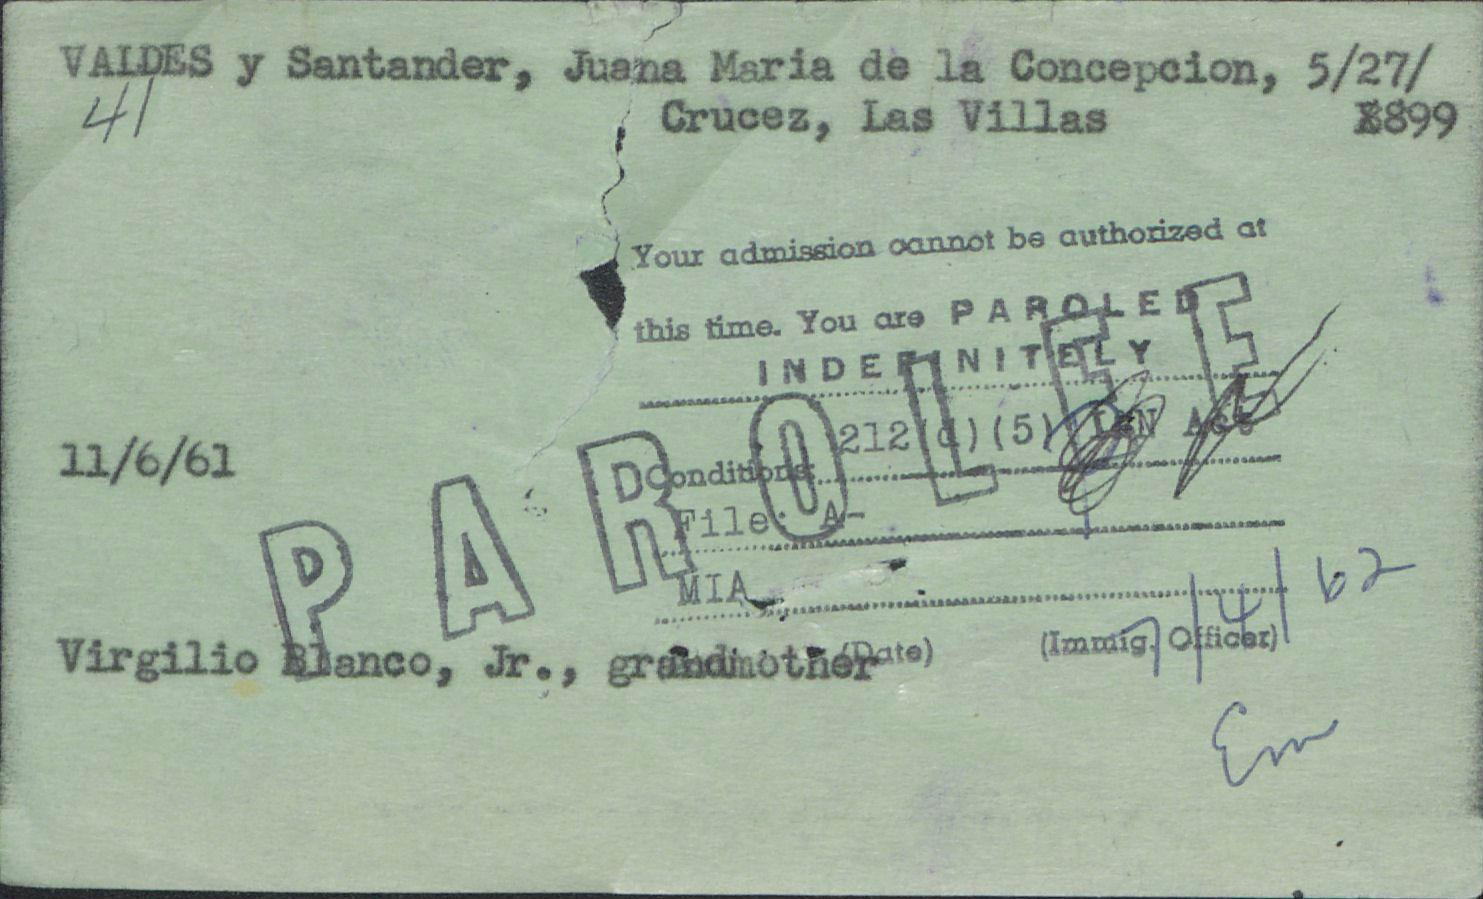 VALDES y Santander, Juana Maria de la Concepcion, 5/27/
41
Crucez, Las Villas 1899
Your admission cannot be authorized at
this time. You are PAROLED
INDEFINITELY
212(d)(5) I&N Act
11/6/61
Conditions:
PAROLEE
File: A-
MIA
7/4/62
(Date) (Immig. Officer)
Virgilio Blanco, Jr., grandmother
Em